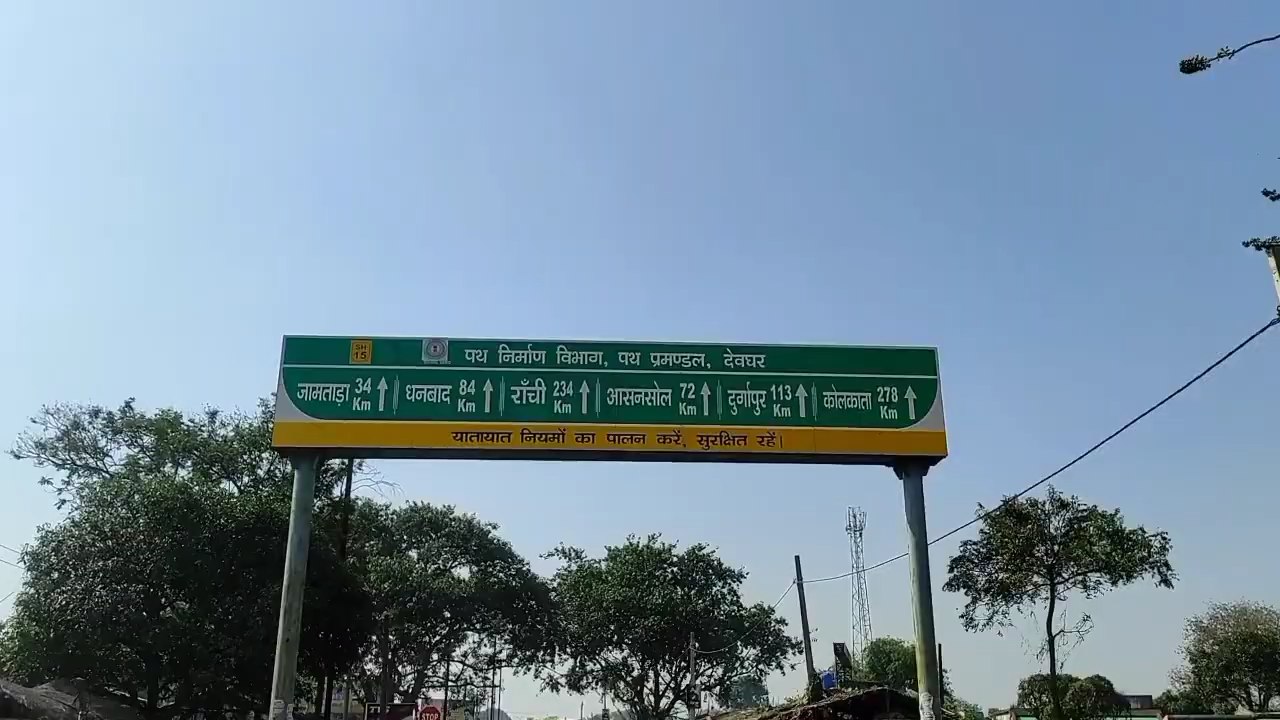 SH
15
पथ निर्माण विभाग, पथ प्रमण्डल, देवघर
जामताड़ा 34 Km
धनबाद 84 Km
राँची 234 Km
आसनसोल 72 Km
दुर्गापुर 113 Km
कोलकाता 278 Km
यातायात नियमों का पालन करें, सुरक्षित रहें।
STOP